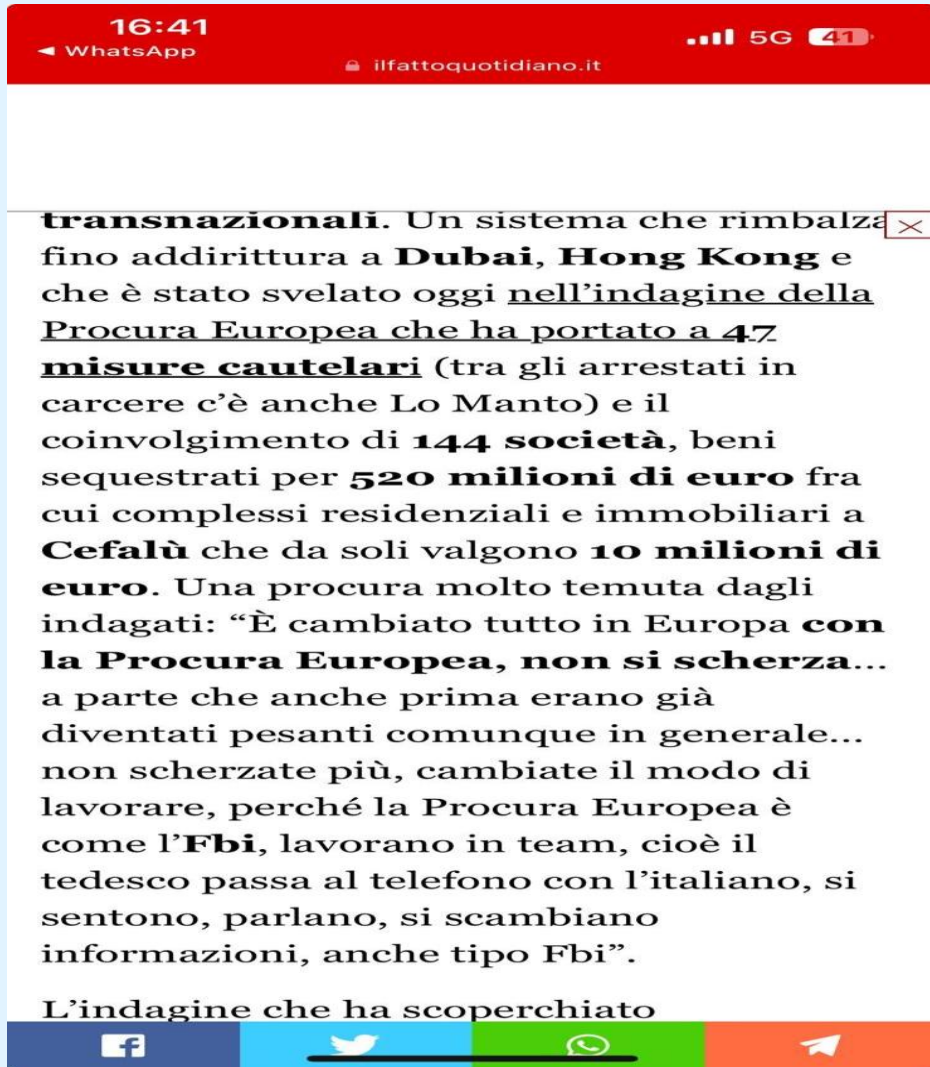 16:41
WhatsApp
5G 41
ilfattoquotidiano.it
transnazionali. Un sistema che rimbalza
fino addirittura a Dubai, Hong Kong e
che è stato svelato oggi nell’indagine della
Procura Europea che ha portato a 47
misure cautelari (tra gli arrestati in
carcere c’è anche Lo Manto) e il
coinvolgimento di 144 società, beni
sequestrati per 520 milioni di euro fra
cui complessi residenziali e immobiliari a
Cefalù che da soli valgono 10 milioni di
euro. Una procura molto temuta dagli
indagati: “È cambiato tutto in Europa con
la Procura Europea, non si scherza…
a parte che anche prima erano già
diventati pesanti comunque in generale…
non scherzate più, cambiate il modo di
lavorare, perché la Procura Europea è
come l’Fbi, lavorano in team, cioè il
tedesco passa al telefono con l’italiano, si
sentono, parlano, si scambiano
informazioni, anche tipo Fbi”.
L’indagine che ha scoperchiato